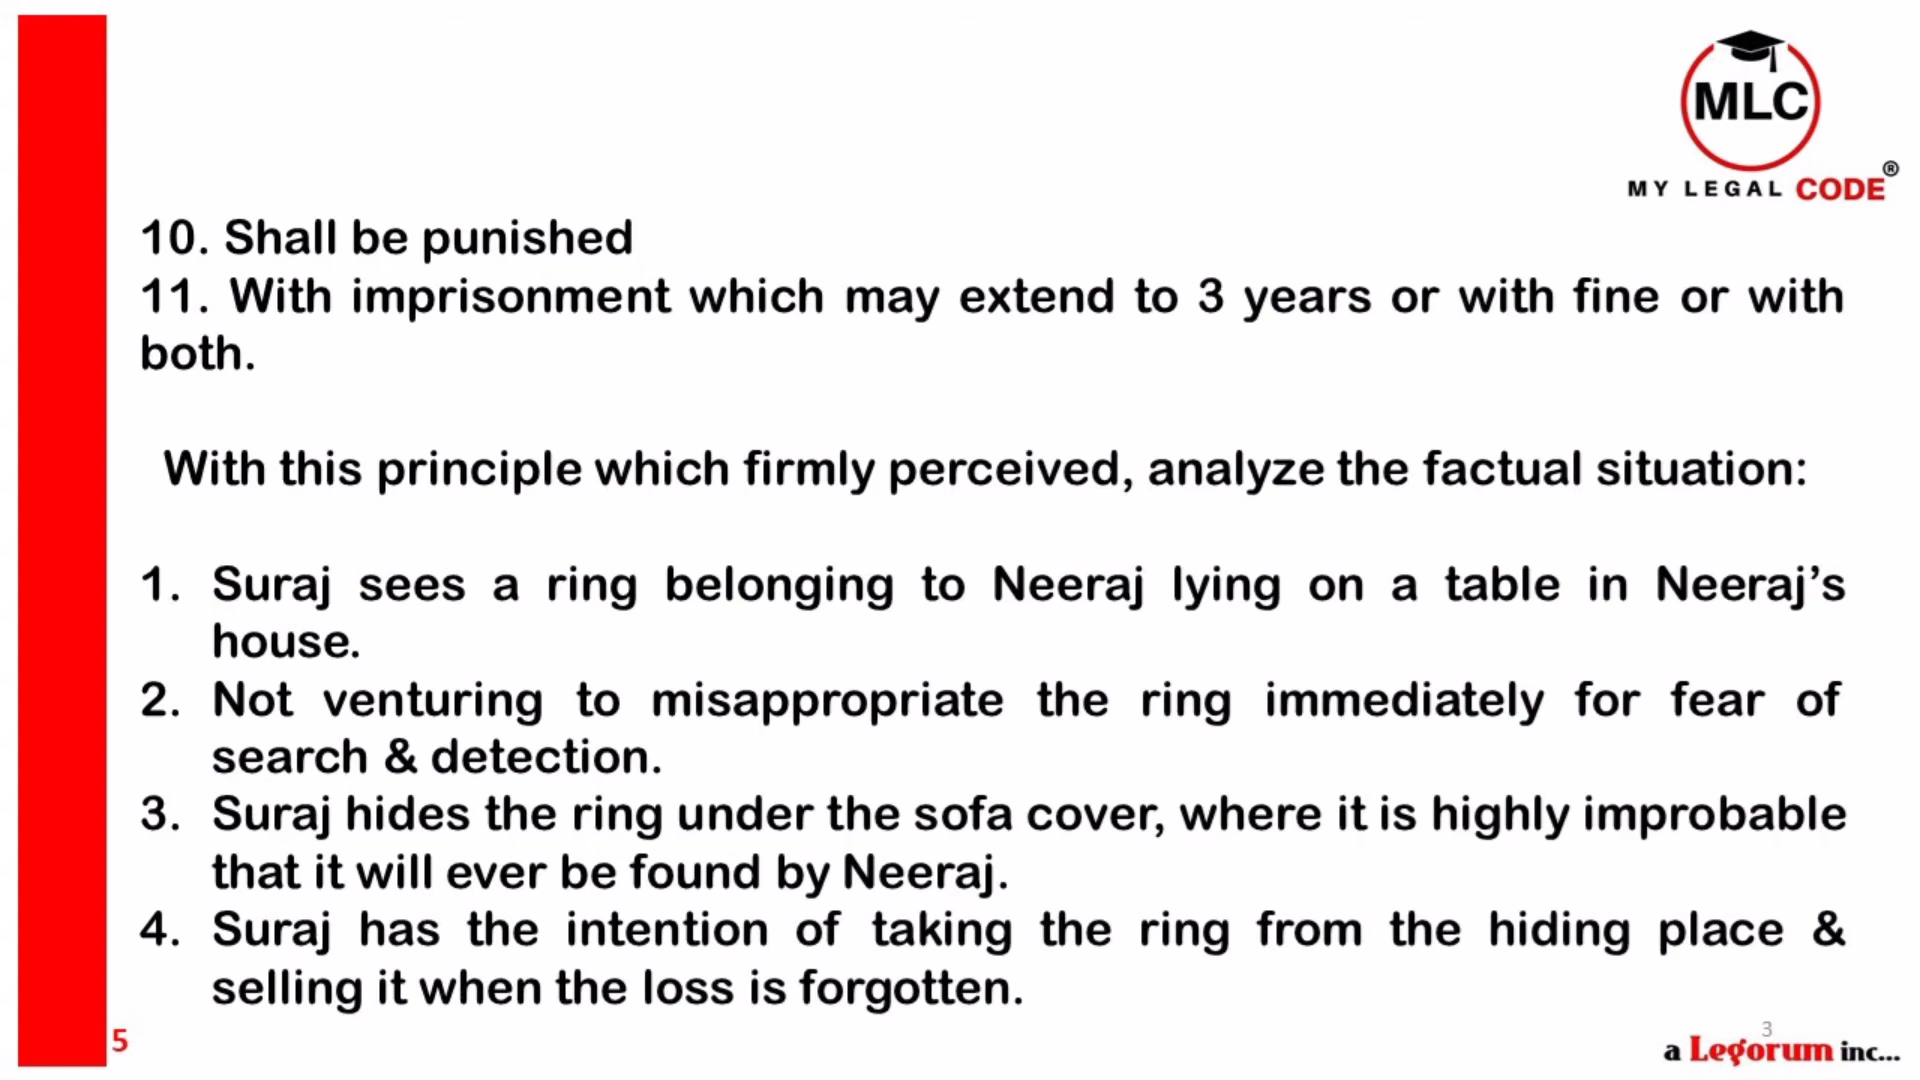 MLC
MY LEGAL CODE®
10. Shall be punished
11. With imprisonment which may extend to 3 years or with fine or with
both.
With this principle which firmly perceived, analyze the factual situation:
1. Suraj sees a ring belonging to Neeraj lying on a table in Neeraj's
house.
2. Not venturing to misappropriate the ring immediately for fear of
search & detection.
3. Suraj hides the ring under the sofa cover, where it is highly improbable
that it will ever be found by Neeraj.
4. Suraj has the intention of taking the ring from the hiding place &
selling it when the loss is forgotten.
5
3
a Legorum inc...